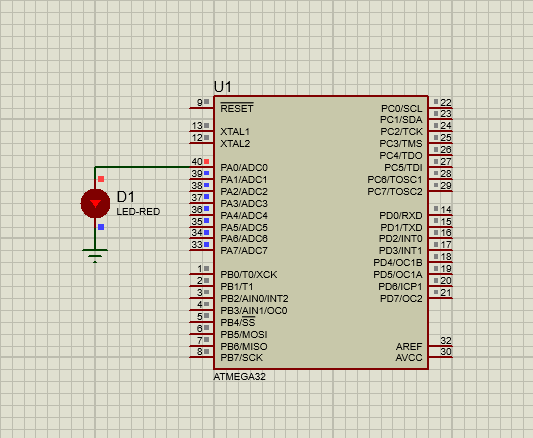 U1
9 RESET
13 XTAL1
12 XTAL2
40 PA0/ADC0
39 PA1/ADC1
38 PA2/ADC2
37 PA3/ADC3
36 PA4/ADC4
35 PA5/ADC5
34 PA6/ADC6
33 PA7/ADC7
1 PB0/T0/XCK
2 PB1/T1
3 PB2/AIN0/INT2
4 PB3/AIN1/OC0
5 PB4/SS
6 PB5/MOSI
7 PB6/MISO
8 PB7/SCK
PC0/SCL 22
PC1/SDA 23
PC2/TCK 24
PC3/TMS 25
PC4/TDO 26
PC5/TDI 27
PC6/TOSC1 28
PC7/TOSC2 29
PD0/RXD 14
PD1/TXD 15
PD2/INT0 16
PD3/INT1 17
PD4/OC1B 18
PD5/OC1A 19
PD6/ICP1 20
PD7/OC2 21
AREF 32
AVCC 30
ATMEGA32
D1
LED-RED